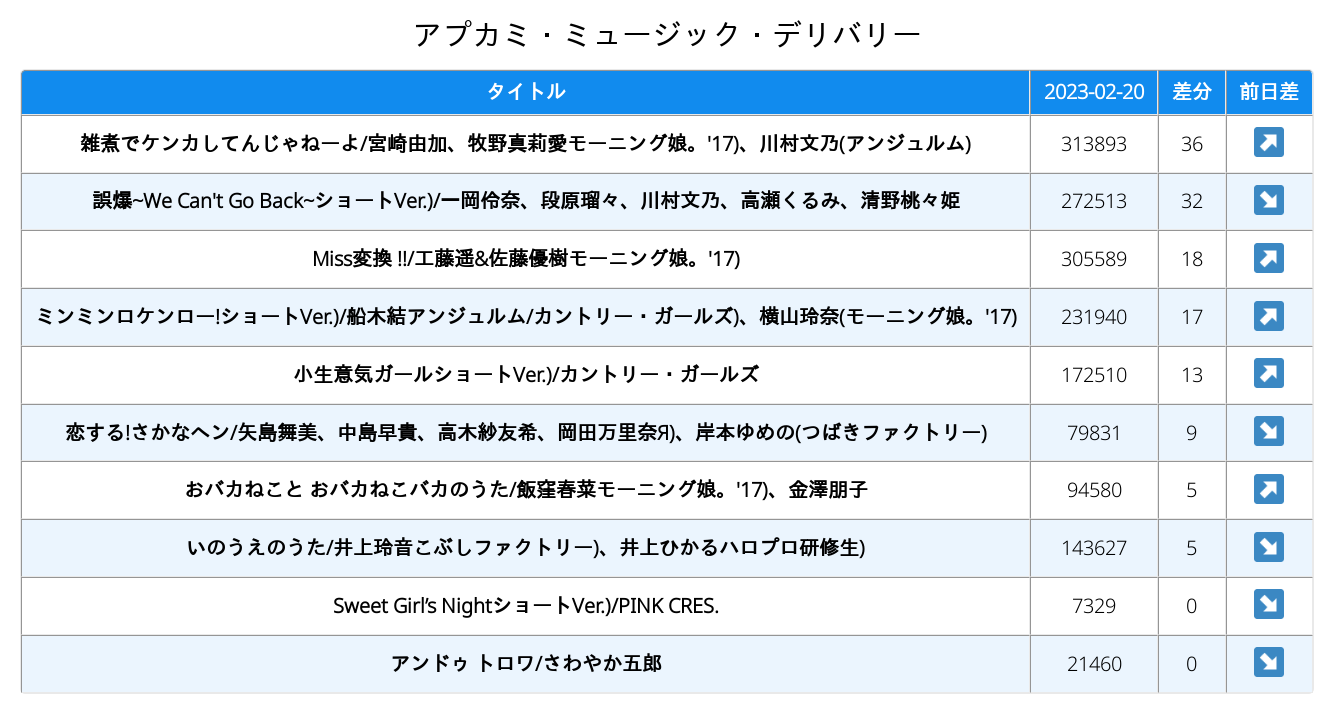 アプカミ・ミュージック・デリバリー
タイトル 2023-02-20 差分 前日差
雑煮でケンカしてんじゃねーよ/宮崎由加、牧野真莉愛モーニング娘。'17)、川村文乃(アンジュルム) 313893 36 ↗
誤爆~We Can't Go Back~ショートVer.)/一岡伶奈、段原瑠々、川村文乃、高瀬くるみ、清野桃々姫 272513 32 ↘
Miss変換 !!/工藤遥&佐藤優樹モーニング娘。'17) 305589 18 ↗
ミンミンロケンロー!ショートVer.)/船木結アンジュルム/カントリー・ガールズ)、横山玲奈(モーニング娘。'17) 231940 17 ↗
小生意気ガールショートVer.)/カントリー・ガールズ 172510 13 ↗
恋する!さかなヘン/矢島舞美、中島早貴、高木紗友希、岡田万里奈Я)、岸本ゆめの(つばきファクトリー) 79831 9 ↘
おバカねこと おバカねこバカのうた/飯窪春菜モーニング娘。'17)、金澤朋子 94580 5 ↗
いのうえのうた/井上玲音こぶしファクトリー)、井上ひかるハロプロ研修生) 143627 5 ↘
Sweet Girl’s NightショートVer.)/PINK CRES. 7329 0 ↘
アンドゥ トロワ/さわやか五郎 21460 0 ↘